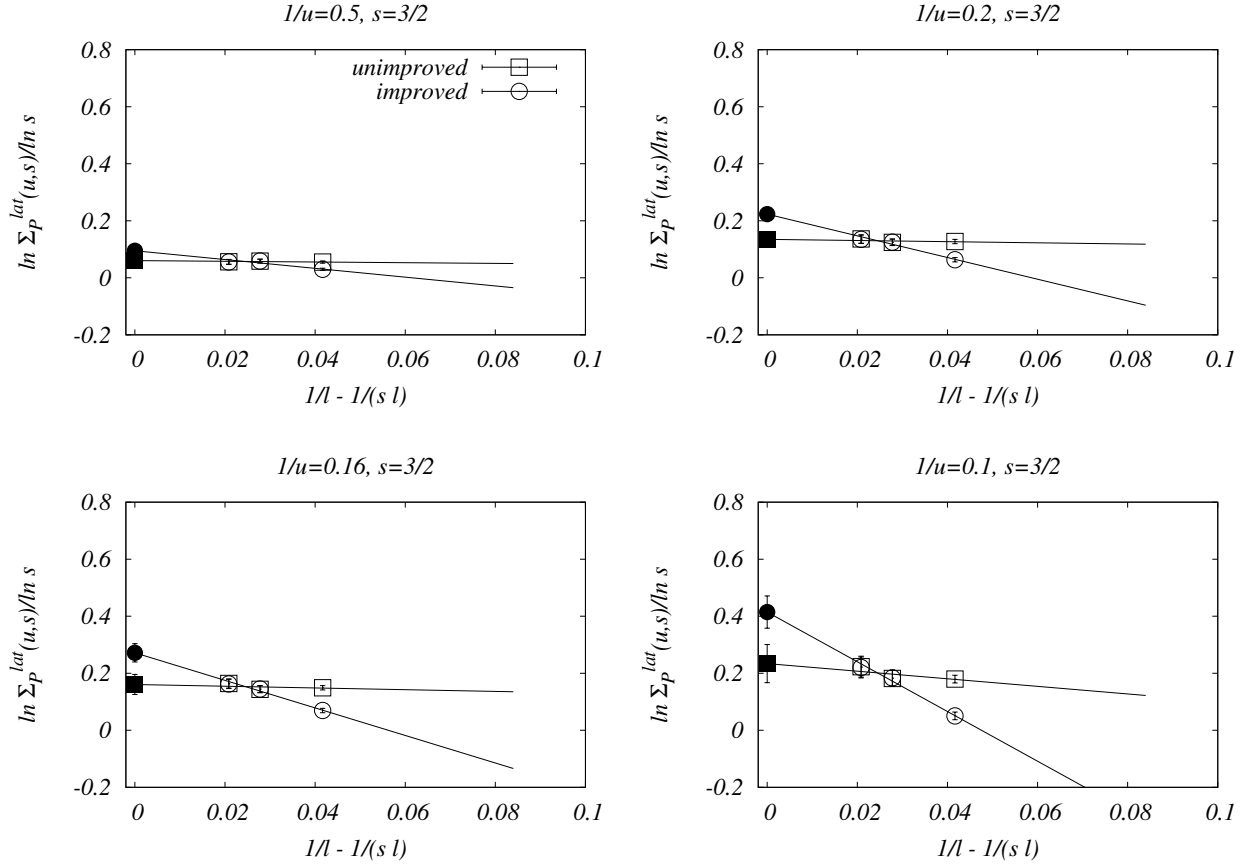 1/u=0.5, s=3/2
ln Σ_P^lat(u,s)/ln s
0.8
0.6
0.4
0.2
0
-0.2
unimproved
improved
0 0.02 0.04 0.06 0.08 0.1
1/l - 1/(s l)
1/u=0.2, s=3/2
ln Σ_P^lat(u,s)/ln s
0.8
0.6
0.4
0.2
0
-0.2
0 0.02 0.04 0.06 0.08 0.1
1/l - 1/(s l)
1/u=0.16, s=3/2
ln Σ_P^lat(u,s)/ln s
0.8
0.6
0.4
0.2
0
-0.2
0 0.02 0.04 0.06 0.08 0.1
1/l - 1/(s l)
1/u=0.1, s=3/2
ln Σ_P^lat(u,s)/ln s
0.8
0.6
0.4
0.2
0
-0.2
0 0.02 0.04 0.06 0.08 0.1
1/l - 1/(s l)